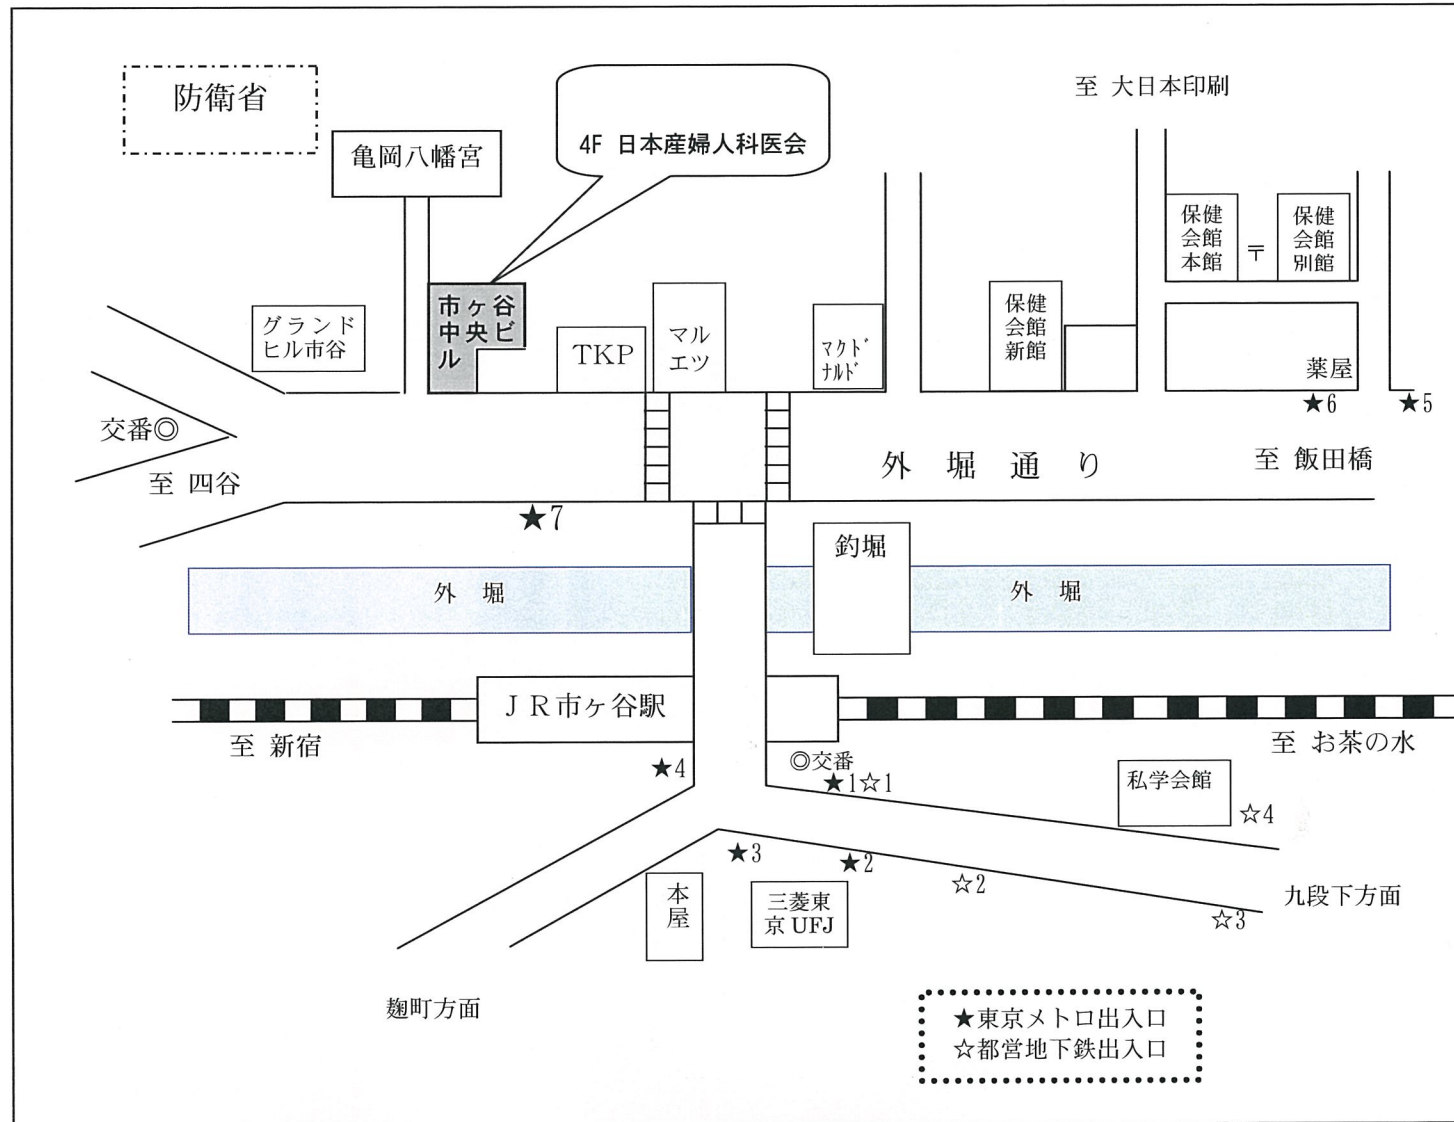 防衛省
至 大日本印刷
4F 日本産婦人科医会
亀岡八幡宮
保健
会館
本館
〒
保健
会館
別館
市ヶ谷
中央ビ
ル
グランド
ヒル市谷
TKP
マル
エツ
ﾏｸﾄﾞ
ﾅﾙﾄﾞ
保健
会館
新館
薬屋
★6
★5
交番◎
至 四谷
外堀通り
至 飯田橋
★7
釣堀
外 堀
外 堀
ＪＲ市ヶ谷駅
至 新宿
至 お茶の水
★4
◎交番
★1☆1
私学会館
☆4
★3
★2
☆2
本
屋
三菱東
京 UFJ
九段下方面
☆3
麹町方面
★東京メトロ出入口
☆都営地下鉄出入口